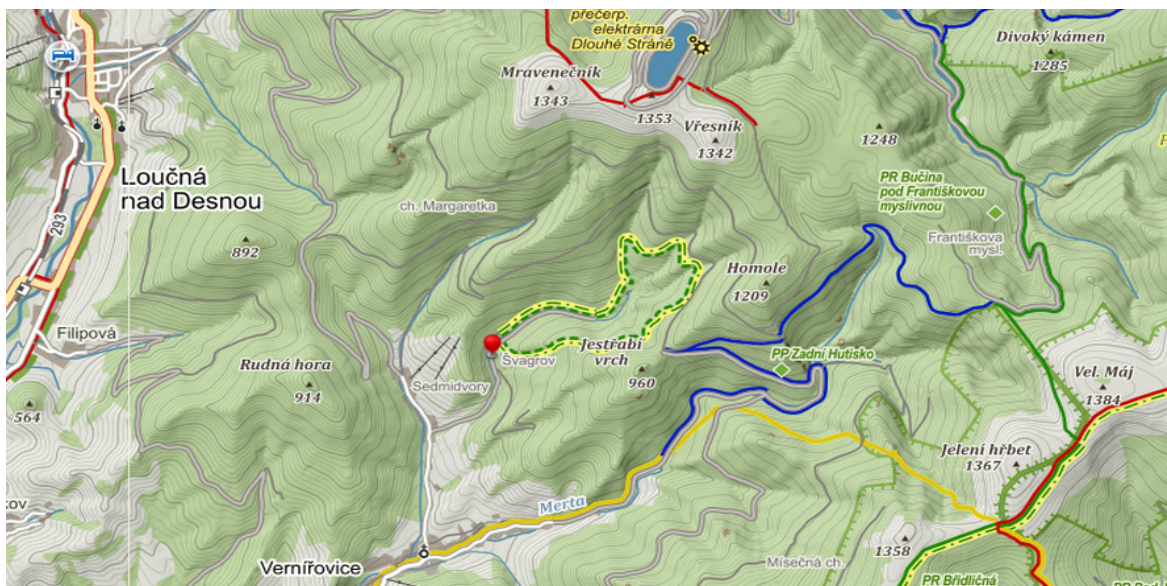 přečerp.
elektrárna
Dlouhé Stráně
Divoký kámen
1285
Mravenečník
1343
1353
Vřesník
1342
1248
Loučná
nad Desnou
293
PR Bučina
pod Františkovou
myslivnou
ch. Margaretka
892
Františkova
mysl.
Homole
1209
Filipová
Švagrov
Jestřabí
vrch
960
PP Zadní Hutisko
Rudná hora
914
Sedmidvory
Vel. Máj
1384
564
Jelení hřbet
1367
Merta
Vernířovice
Mísečná ch.
1358
PR Břidličná